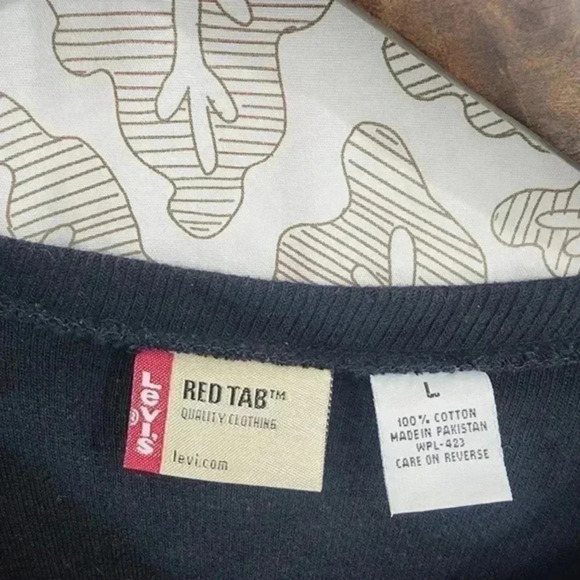 Levi's
®
RED TAB™
QUALITY CLOTHING
levi.com
L
100% COTTON
MADE IN PAKISTAN
WPL-423
CARE ON REVERSE